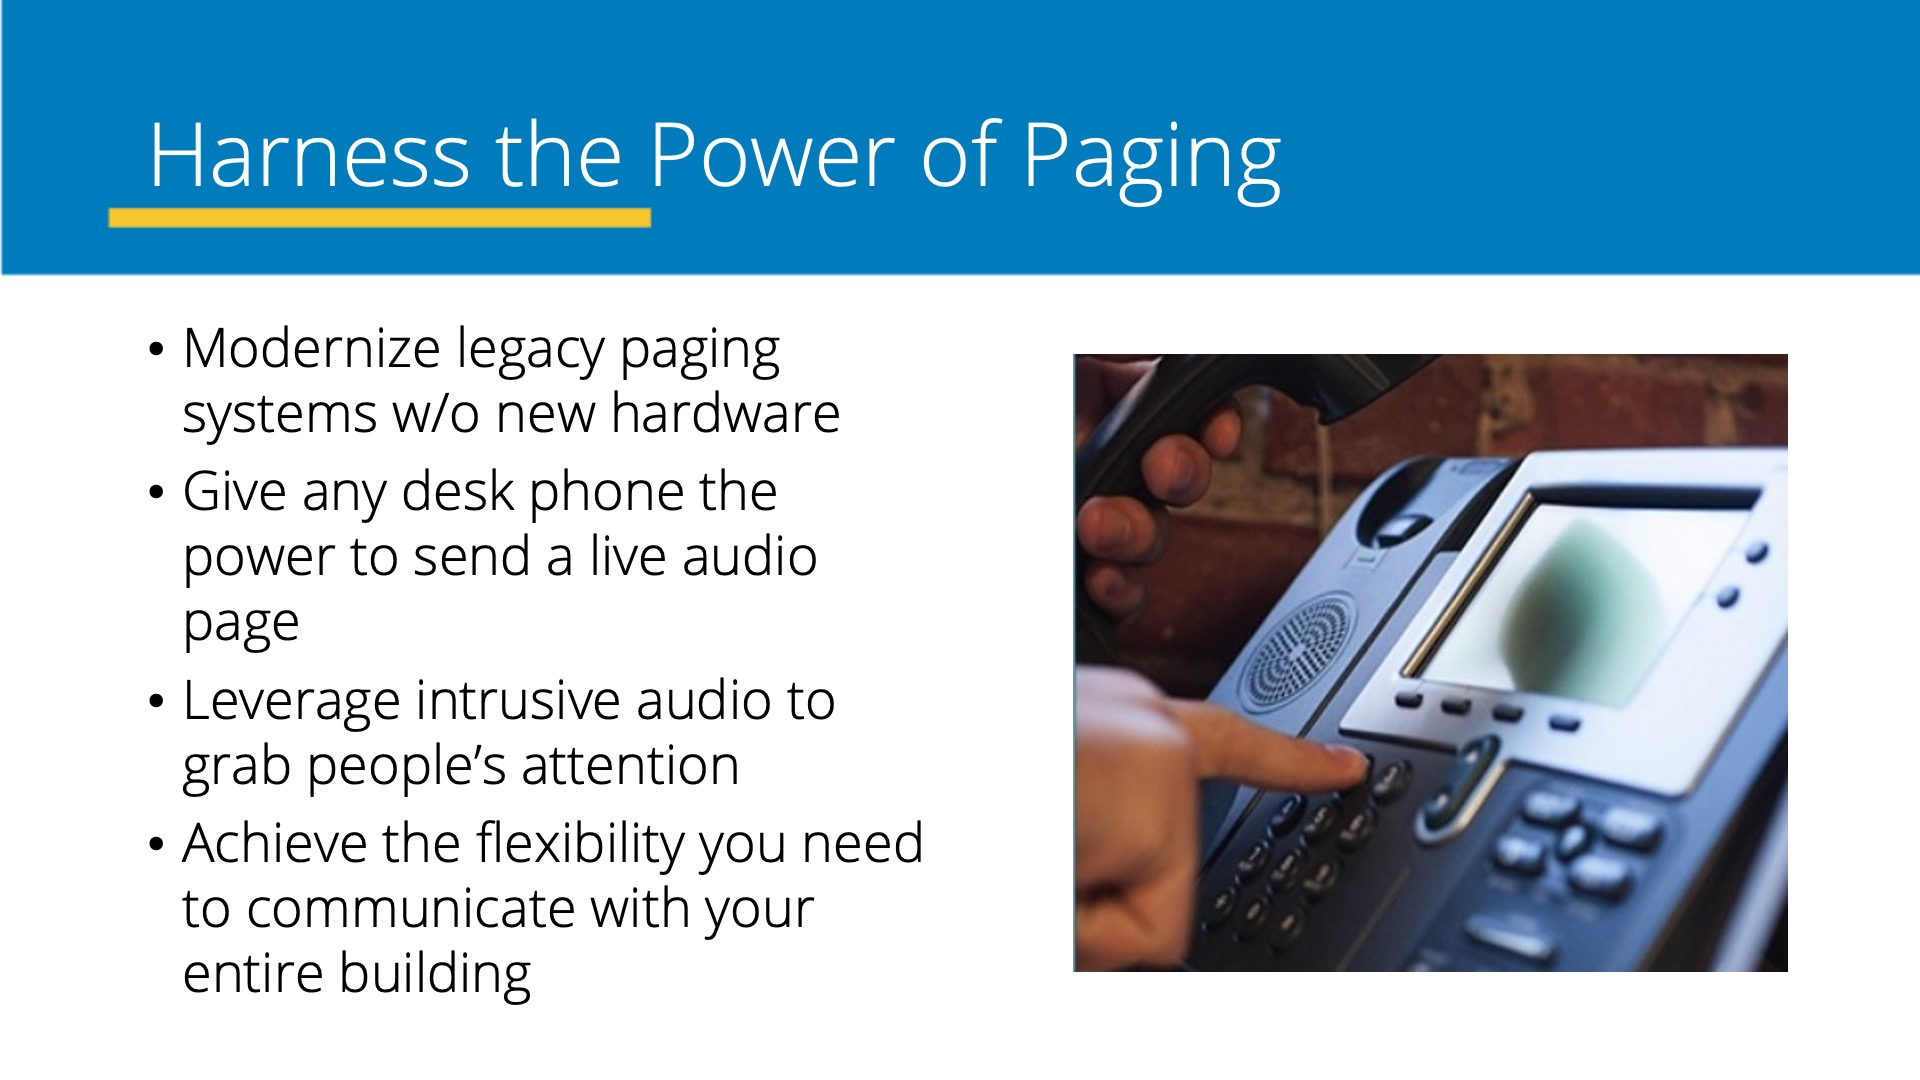 Harness the Power of Paging
• Modernize legacy paging
systems w/o new hardware
• Give any desk phone the
power to send a live audio
page
• Leverage intrusive audio to
grab people’s attention
• Achieve the flexibility you need
to communicate with your
entire building